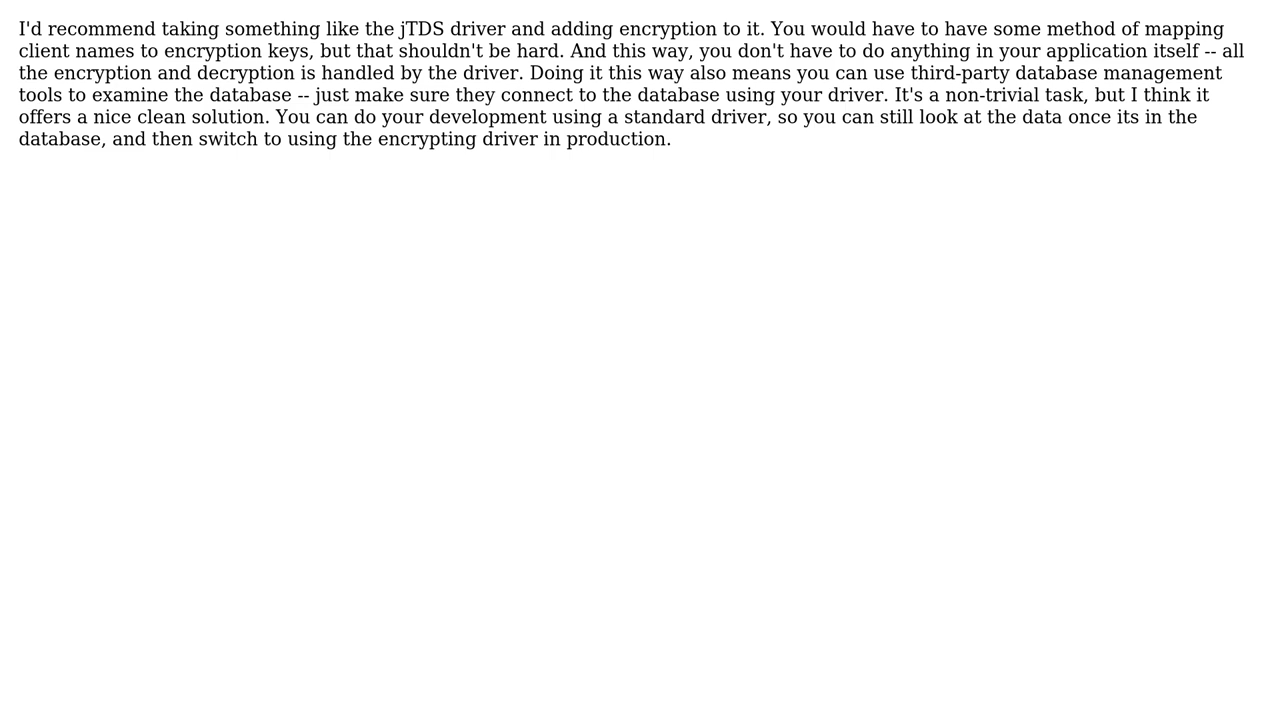 I'd recommend taking something like the jTDS driver and adding encryption to it. You would have to have some method of mapping
client names to encryption keys, but that shouldn't be hard. And this way, you don't have to do anything in your application itself -- all
the encryption and decryption is handled by the driver. Doing it this way also means you can use third-party database management
tools to examine the database -- just make sure they connect to the database using your driver. It's a non-trivial task, but I think it
offers a nice clean solution. You can do your development using a standard driver, so you can still look at the data once its in the
database, and then switch to using the encrypting driver in production.